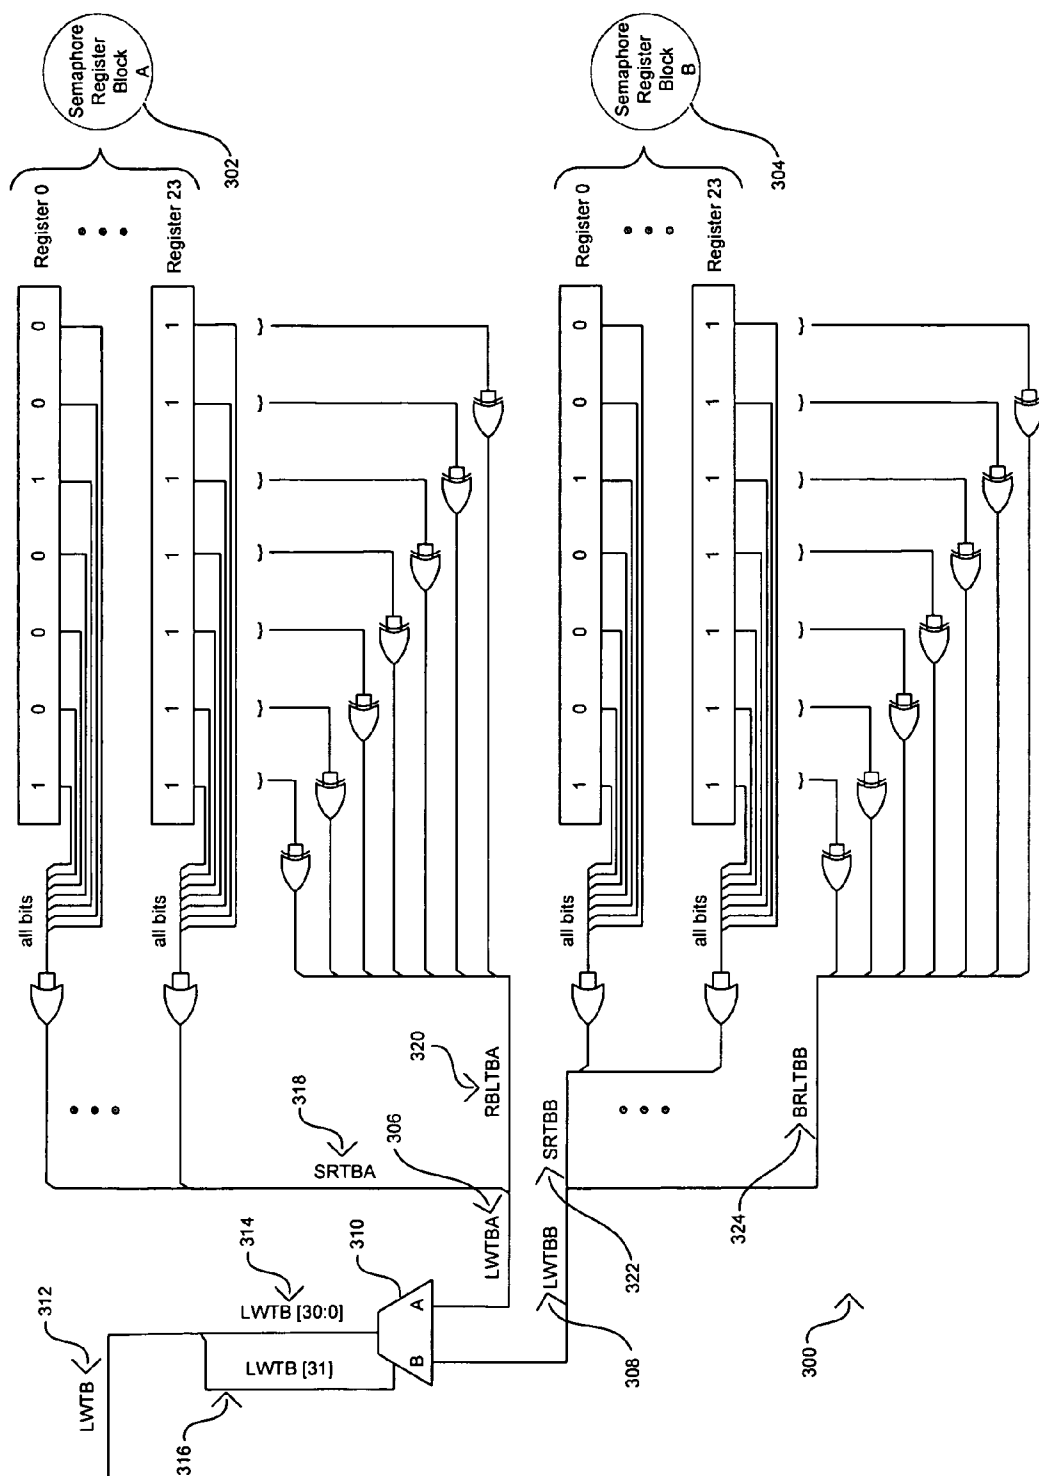 LWTB
312
316
LWTB [31]
LWTB [30:0]
314
310
B
A
LWTBA
306
SRTBA
318
RBLTBA
320
all bits
1 0 0 0 1 0 0
Register 0
all bits
1 1 1 1 1 1 1
Register 23
Semaphore
Register
Block
A
302
LWTBB
308
SRTBB
322
BRLTBB
324
all bits
1 0 0 0 1 0 0
Register 0
all bits
1 1 1 1 1 1 1
Register 23
Semaphore
Register
Block
B
304
300